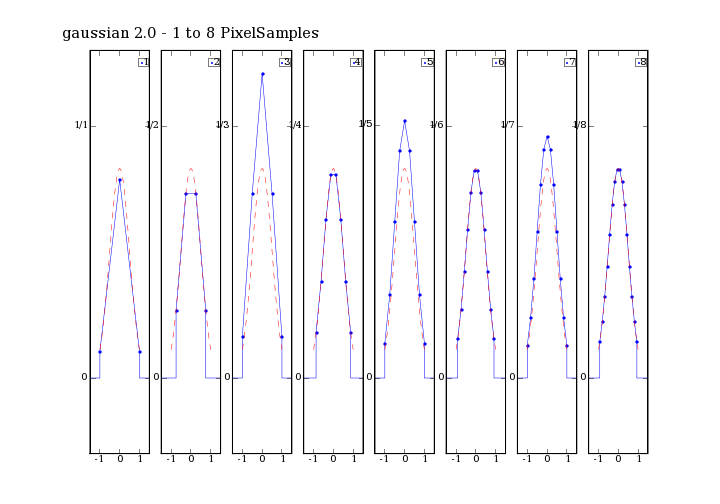 gaussian 2.0 - 1 to 8 PixelSamples
1 2 3 4 5 6 7 8
1/1 1/2 1/3 1/4 1/5 1/6 1/7 1/8
0 0 0 0 0 0 0 0
-1 0 1 -1 0 1 -1 0 1 -1 0 1 -1 0 1 -1 0 1 -1 0 1 -1 0 1